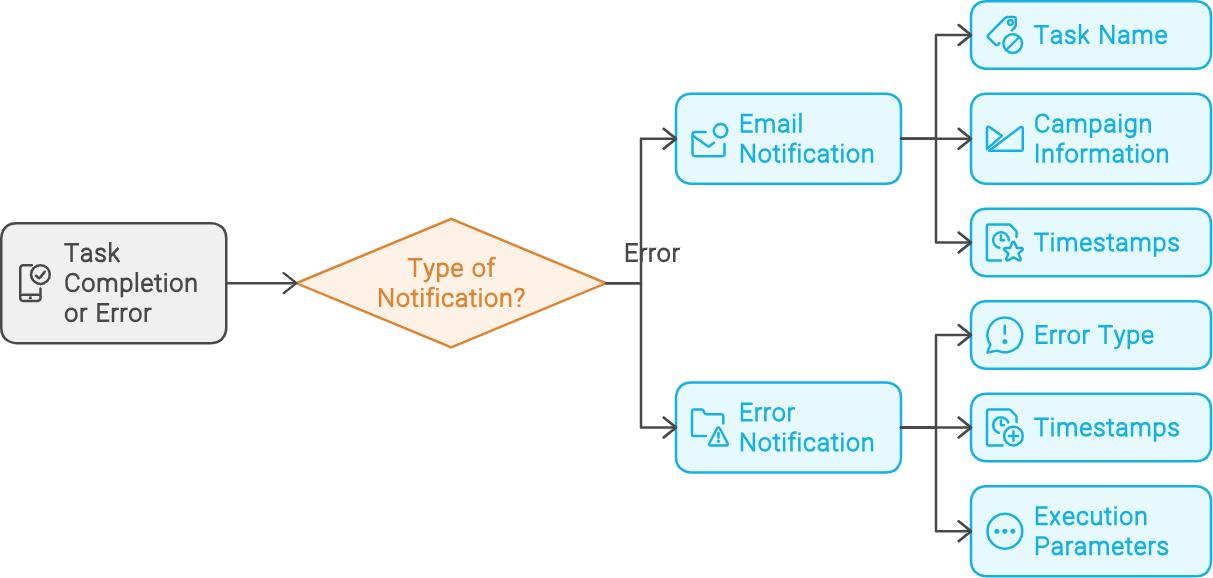 Task
Completion
or Error
Type of
Notification?
Error
Email
Notification
Task Name
Campaign
Information
Timestamps
Error
Notification
Error Type
Timestamps
Execution
Parameters